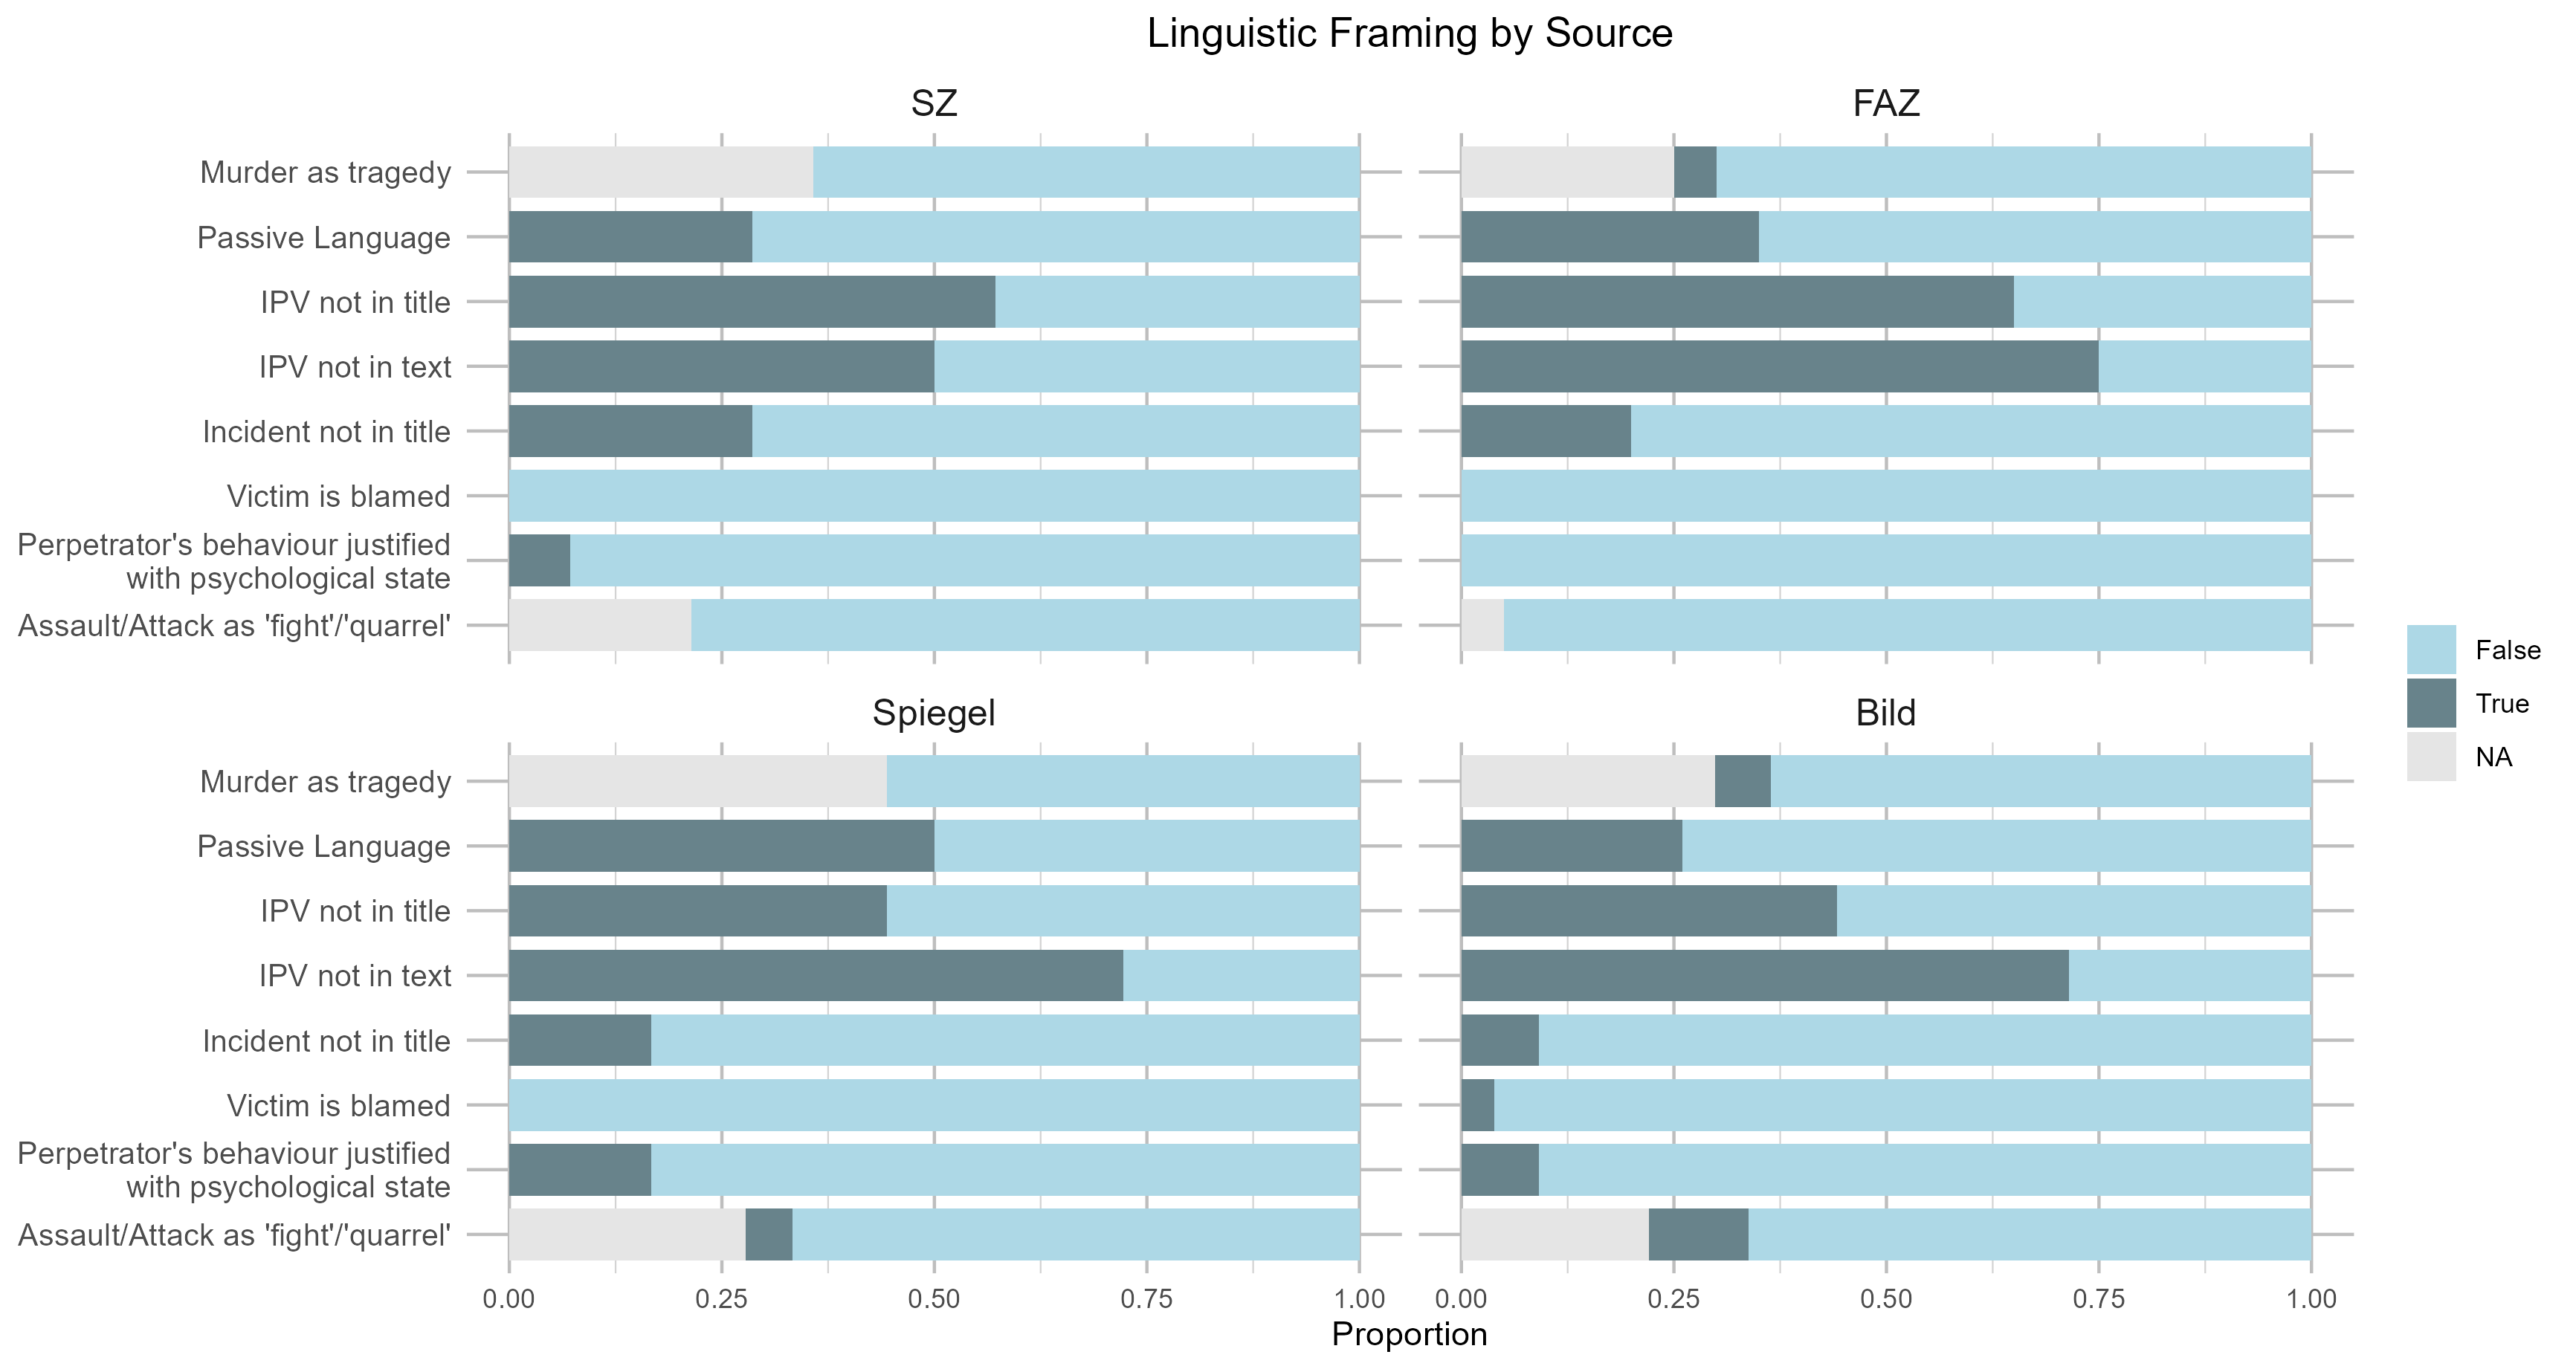 Linguistic Framing by Source
SZ
FAZ
Murder as tragedy
Passive Language
IPV not in title
IPV not in text
Incident not in title
Victim is blamed
Perpetrator's behaviour justified
with psychological state
Assault/Attack as 'fight'/'quarrel'
Spiegel
Bild
Murder as tragedy
Passive Language
IPV not in title
IPV not in text
Incident not in title
Victim is blamed
Perpetrator's behaviour justified
with psychological state
Assault/Attack as 'fight'/'quarrel'
0.00 0.25 0.50 0.75 1.00 0.00 0.25 0.50 0.75 1.00
Proportion
False
True
NA